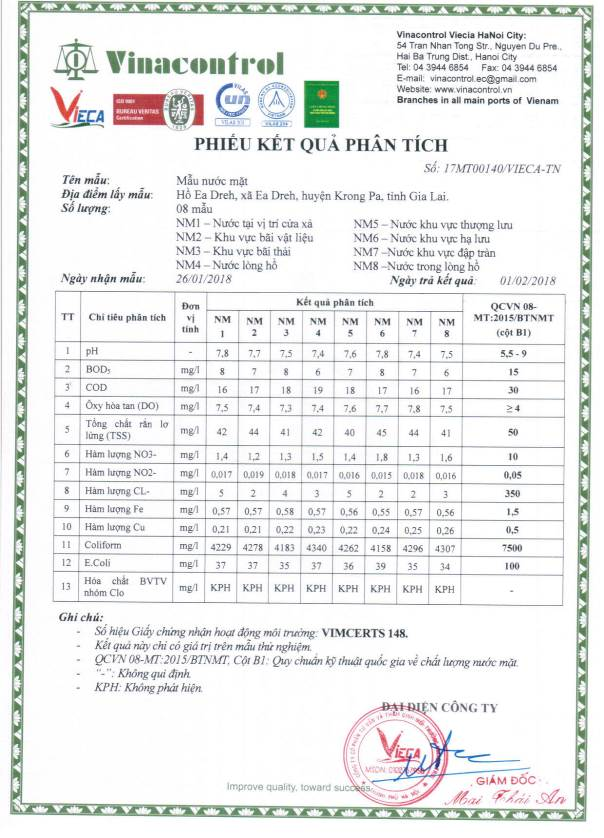 Vinacontrol
Vinacontrol Viecia HaNoi City:
54 Tran Nhan Tong Str., Nguyen Du Pre.,
Hai Ba Trung Dist., Hanoi City
Tel: 04 3944 6854 Fax: 04 3944 6854
E-mail: vinacontrol.ec@gmail.com
Website: www.vinacontrol.com
Branches in all main ports of Vienam
VIECA
ISO 9001
BUREAU VERITAS
Certification
PHIẾU KẾT QUẢ PHÂN TÍCH
Số: 17MT00140/VIECA-TN
Tên mẫu: Mẫu nước mặt
Địa điểm lấy mẫu: Hồ Ea Dreh, xã Ea Dreh, huyện Krong Pa, tỉnh Gia Lai.
Số lượng: 08 mẫu
NM1 – Nước tại vị trí cửa xả NM5 – Nước khu vực thượng lưu
NM2 – Khu vực bãi vật liệu NM6 – Nước khu vực hạ lưu
NM3 – Khu vực bãi thải NM7 –Nước khu vực đập tràn
NM4 – Nước lòng hồ NM8 –Nước trong lòng hồ
Ngày nhận mẫu: 26/01/2018 Ngày trả kết quả: 01/02/2018
TT Chỉ tiêu phân tích Đơn vị tính Kết quả phân tích QCVN 08-MT:2015/BTNMT (cột B1)
NM 1 NM 2 NM 3 NM 4 NM 5 NM 6 NM 7 NM 8
1 pH - 7,8 7,7 7,5 7,4 7,6 7,8 7,4 7,5 5,5 - 9
2 BOD5 mg/l 8 7 8 6 7 8 7 6 15
3 COD mg/l 16 17 18 19 18 17 16 17 30
4 Ôxy hòa tan (DO) mg/l 7,5 7,4 7,3 7,4 7,6 7,7 7,8 7,5 ≥ 4
5 Tổng chất rắn lơ lửng (TSS) mg/l 42 44 41 42 40 45 44 41 50
6 Hàm lượng NO3- mg/l 1,4 1,2 1,3 1,5 1,4 1,8 1,3 1,6 10
7 Hàm lượng NO2- mg/l 0,017 0,019 0,018 0,017 0,016 0,017 0,018 0,016 0,05
8 Hàm lượng CL- mg/l 5 2 4 3 5 2 2 3 350
9 Hàm lượng Fe mg/l 0,57 0,57 0,58 0,57 0,56 0,55 0,57 0,56 1,5
10 Hàm lượng Cu mg/l 0,21 0,21 0,22 0,23 0,22 0,24 0,25 0,26 0,5
11 Coliform mg/l 4229 4278 4183 4340 4262 4158 4296 4307 7500
12 E.Coli mg/l 37 37 35 37 36 39 35 34 100
13 Hóa chất BVTV nhóm Clo mg/l KPH KPH KPH KPH KPH KPH KPH KPH -
Ghi chú:
- Số hiệu Giấy chứng nhận hoạt động môi trường: VIMCERTS 148.
- Kết quả này chỉ có giá trị trên mẫu thử nghiệm.
- QCVN 08-MT:2015/BTNMT, Cột B1: Quy chuẩn kỹ thuật quốc gia về chất lượng nước mặt.
- "-": Không qui định.
- KPH: Không phát hiện.
ĐẠI DIỆN CÔNG TY
VIECA
GIÁM ĐỐC
Mai Thái An
Improve quality, toward success